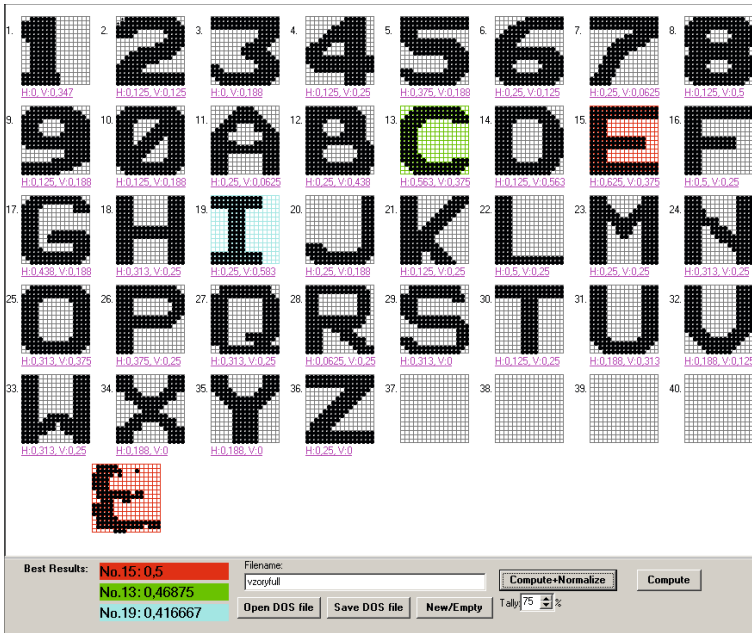 1. 1 2. 2 3. 3 4. 4 5. 5 6. 6 7. 7 8. 8
H:0, V:0,347 H:0,125, V:0,125 H:0, V:0,188 H:0,125, V:0,25 H:0,375, V:0,188 H:0,25, V:0,125 H:0,25, V:0,0625 H:0,125, V:0,5
9. 9 10. 0 11. A 12. B 13. C 14. D 15. E 16. F
H:0,125, V:0,188 H:0,125, V:0,188 H:0,25, V:0,0625 H:0,25, V:0,438 H:0,563, V:0,375 H:0,125, V:0,563 H:0,625, V:0,375 H:0,5, V:0,25
17. G 18. H 19. I 20. J 21. K 22. L 23. M 24. N
H:0,438, V:0,188 H:0,313, V:0,25 H:0,25, V:0,583 H:0,25, V:0,188 H:0,125, V:0,25 H:0,5, V:0,25 H:0,25, V:0,25 H:0,313, V:0,25
25. O 26. P 27. Q 28. R 29. S 30. T 31. U 32. V
H:0,313, V:0,375 H:0,375, V:0,25 H:0,313, V:0,25 H:0,0625, V:0,25 H:0,313, V:0 H:0,125, V:0,25 H:0,188, V:0,313 H:0,188, V:0,125
33. W 34. X 35. Y 36. Z 37. 38. 39. 40.
H:0,313, V:0,25 H:0,188, V:0 H:0,188, V:0 H:0,25, V:0
E
Best Results: No.15: 0,5
No.13: 0,46875
No.19: 0,416667
Filename:
vzoryfull
Open DOS file Save DOS file New/Empty
Compute+Normalize Compute
Tally: 75 %